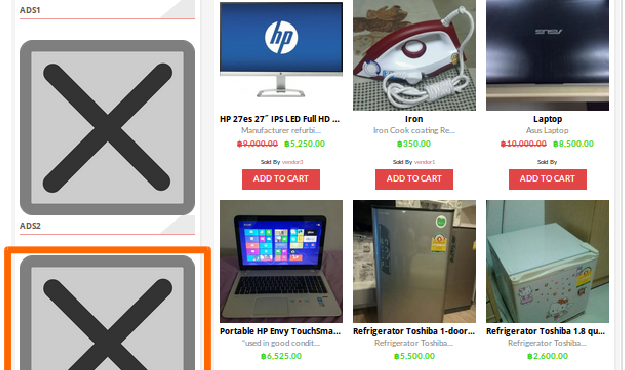 ADS1
ADS2
hp
ASUS
HP 27es 27" IPS LED Full HD ...
Manufacturer refurbi...
฿9,000.00 ฿5,250.00
Sold By vendor3
ADD TO CART
Iron
Iron Cook coating Re...
฿350.00
Sold By vendor1
ADD TO CART
Laptop
Asus Laptop
฿10,000.00 ฿8,500.00
Sold By
ADD TO CART
Portable HP Envy TouchSma...
"used in good condit...
฿6,525.00
Refrigerator Toshiba 1-door...
Refrigerator Toshiba...
฿5,500.00
Refrigerator Toshiba 1.8 qu...
Refrigerator Toshiba...
฿2,600.00